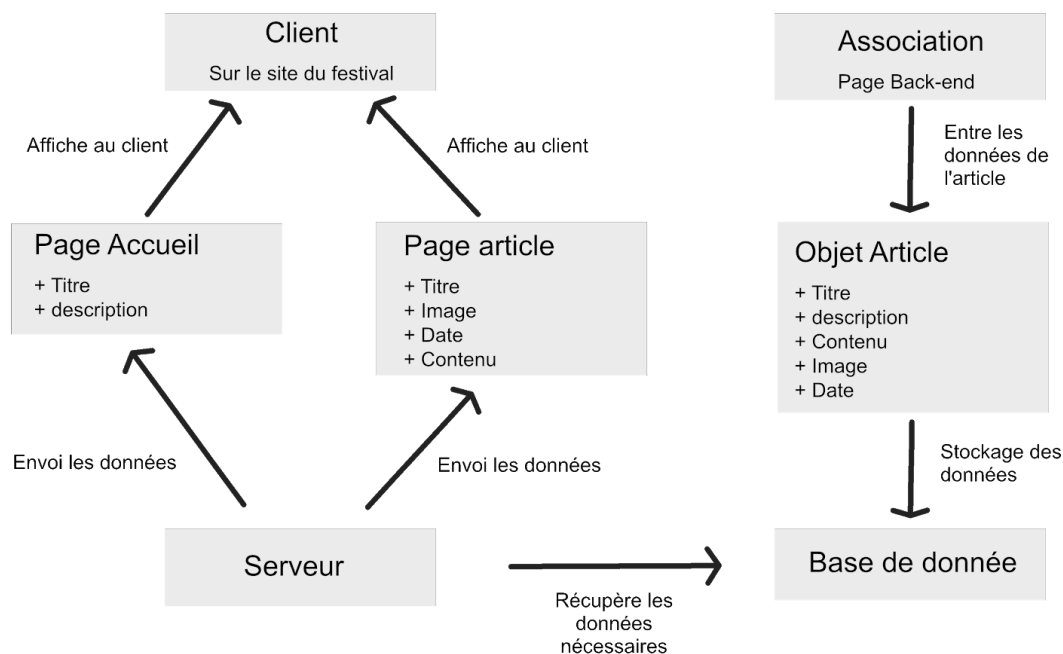 Client
Sur le site du festival
Association
Page Back-end
Affiche au client
Affiche au client
Entre les
données de
l'article
Page Accueil
+ Titre
+ description
Page article
+ Titre
+ Image
+ Date
+ Contenu
Objet Article
+ Titre
+ description
+ Contenu
+ Image
+ Date
Envoi les données
Envoi les données
Stockage des
données
Serveur
Récupère les
données
nécessaires
Base de donnée